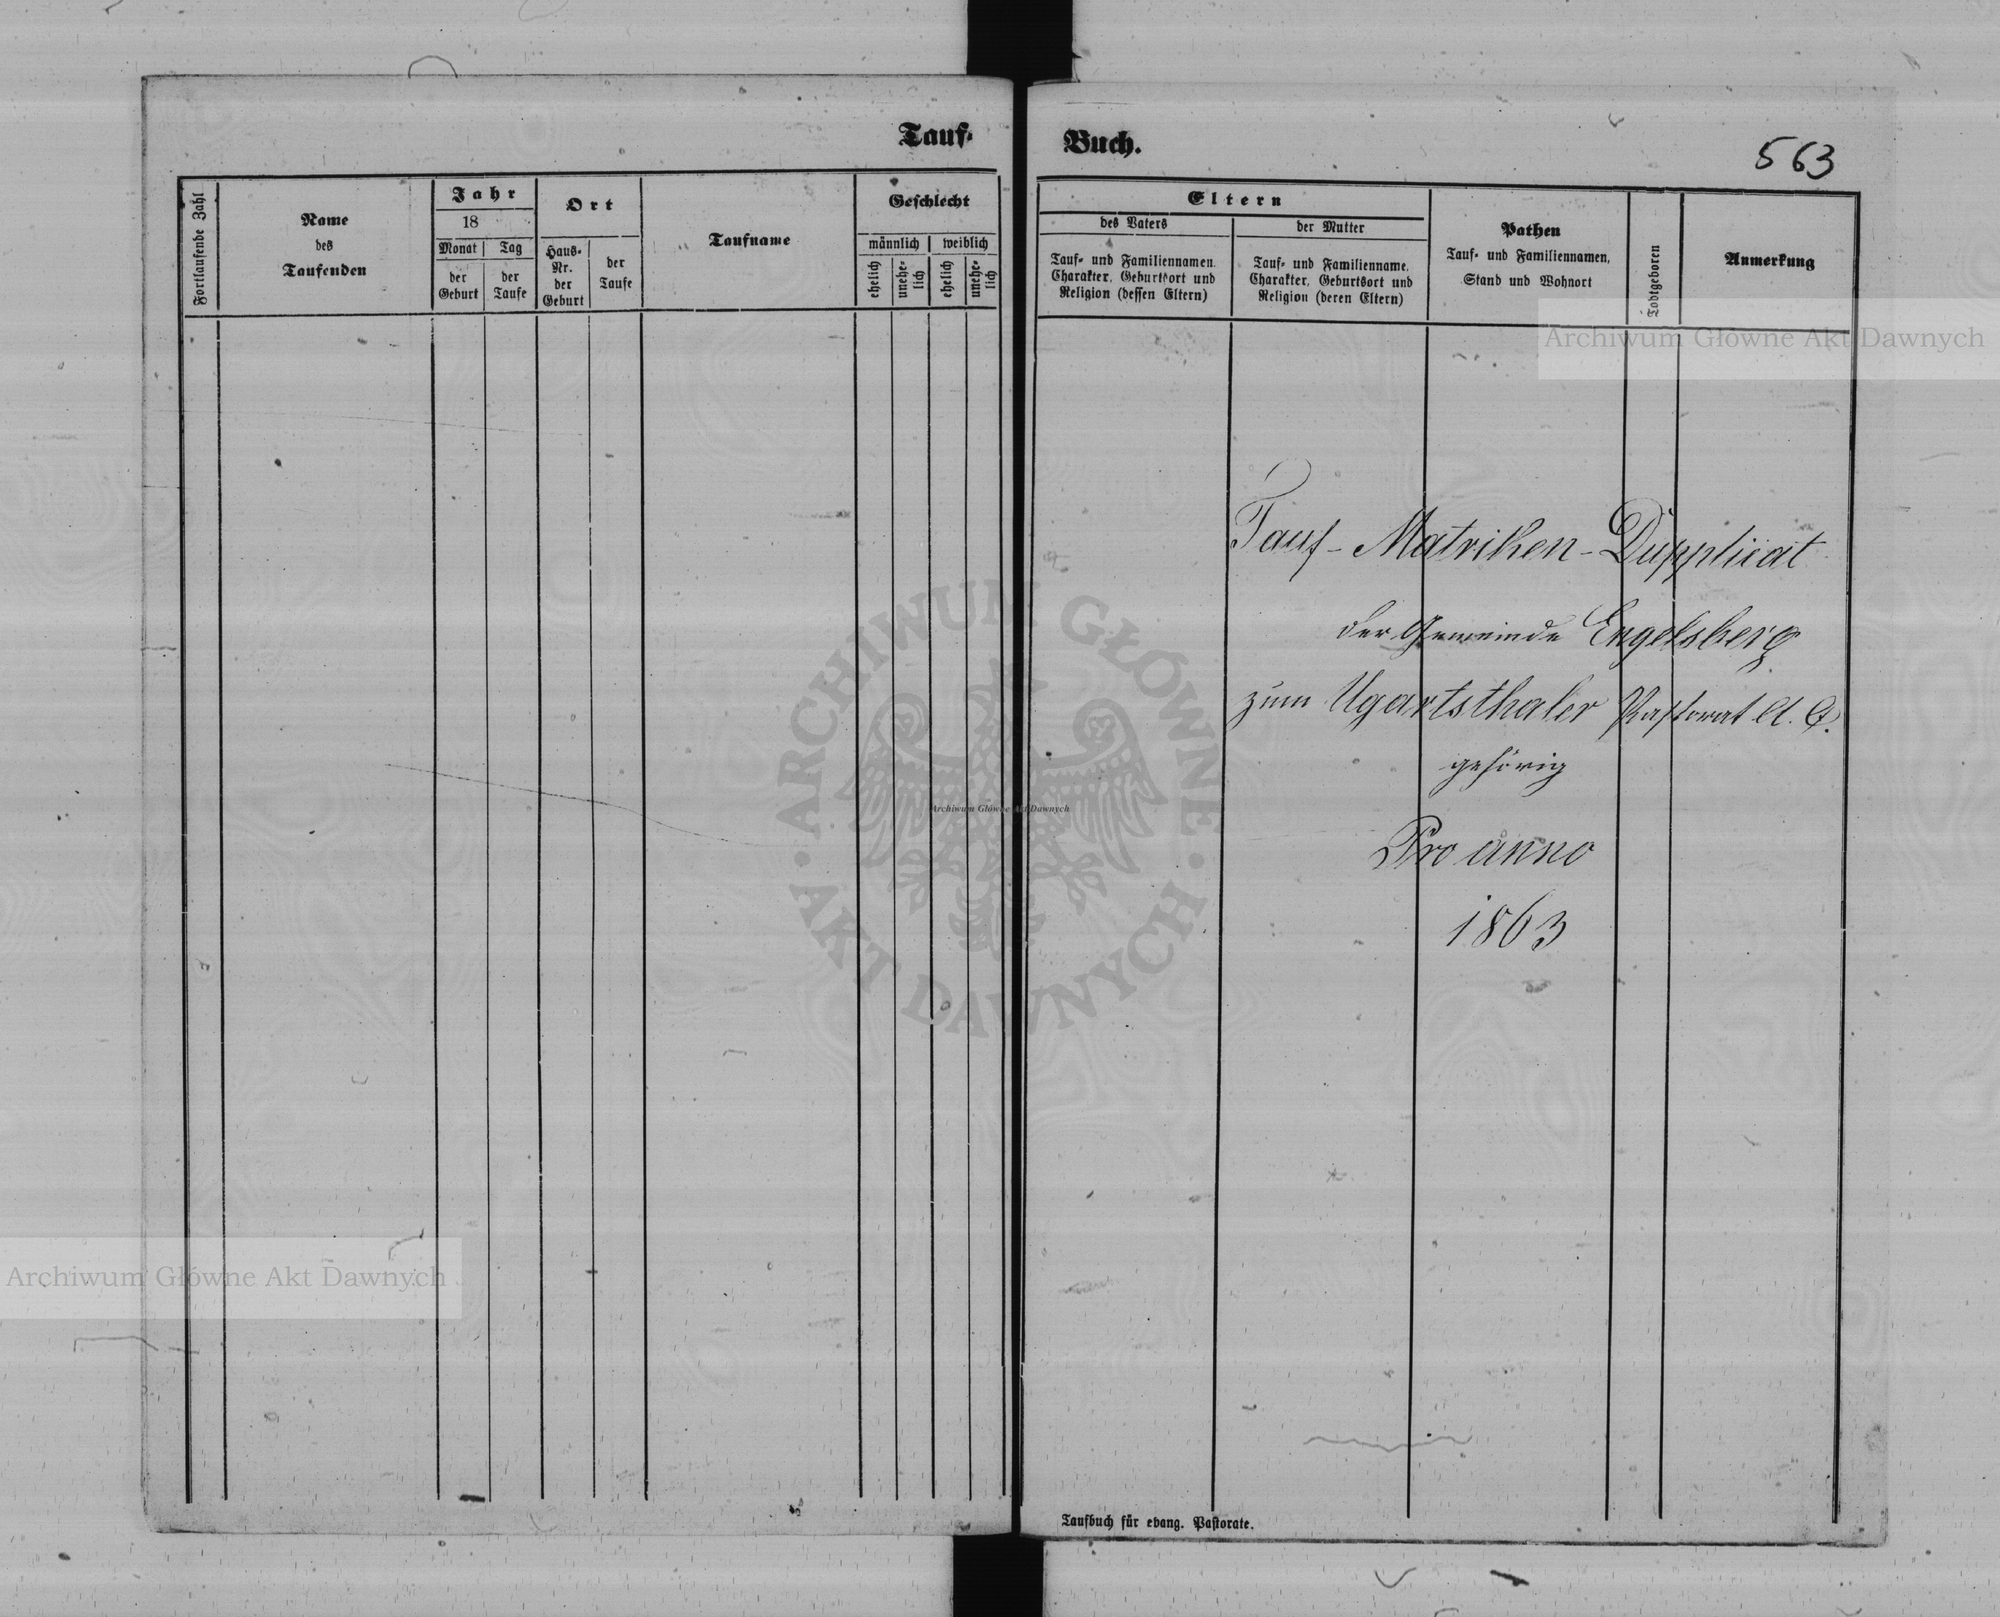 Tauf-
Buch.
563
Fortlaufende Zahl
Name
des
Taufenden
Jahr
18
Monat
Tag
der
Geburt
der
Taufe
Ort
Haus-
Nr.
der
Geburt
der
Taufe
Taufname
Geschlecht
männlich
weiblich
ehelich
unehe-
lich
ehelich
unehe-
lich
Eltern
des Vaters
Tauf- und Familiennamen,
Charakter, Geburtsort und
Religion (dessen Eltern)
der Mutter
Tauf- und Familienname,
Charakter, Geburtsort und
Religion (deren Eltern)
Pathen
Tauf- und Familiennamen,
Stand und Wohnort
Todtgeboren
Anmerkung
Archiwum Główne Akt Dawnych
Tauf-Matriken-Dupplicat
der Gemeinde Engelsberg
zum Ugartsthaler Pastorat A. C.
gehörig
Pro anno
1863
ARCHIWUM GŁÓWNE
AKT DAWNYCH
Archiwum Główne Akt Dawnych
Archiwum Główne Akt Dawnych
Taufbuch für evang. Pastorate.